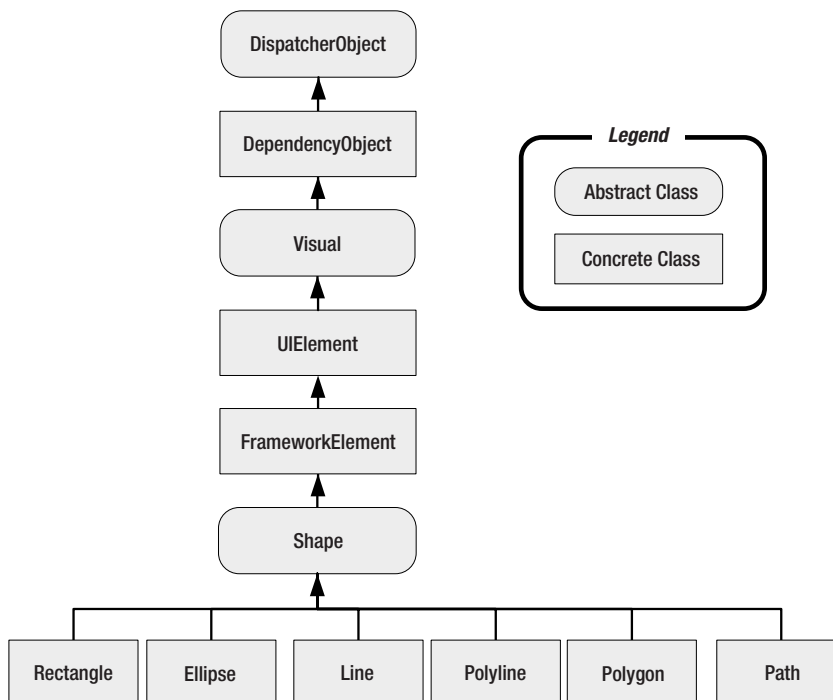 DispatcherObject
DependencyObject
Legend
Abstract Class
Visual
Concrete Class
UIElement
FrameworkElement
Shape
Rectangle
Ellipse
Line
Polyline
Polygon
Path